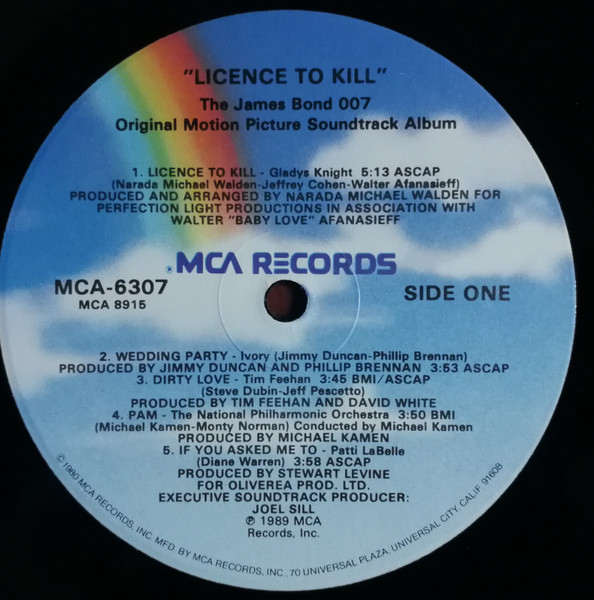 "LICENCE TO KILL"
The James Bond 007
Original Motion Picture Soundtrack Album
1. LICENCE TO KILL - Gladys Knight 5:13 ASCAP
(Narada Michael Walden-Jeffrey Cohen-Walter Afanasieff)
PRODUCED AND ARRANGED BY NARADA MICHAEL WALDEN FOR
PERFECTION LIGHT PRODUCTIONS IN ASSOCIATION WITH
WALTER "BABY LOVE" AFANASIEFF
MCA RECORDS
MCA-6307
MCA 8915
SIDE ONE
2. WEDDING PARTY - Ivory (Jimmy Duncan-Phillip Brennan)
PRODUCED BY JIMMY DUNCAN AND PHILLIP BRENNAN 3:53 ASCAP
3. DIRTY LOVE - Tim Feehan 3:45 BMI/ASCAP
(Steve Dubin-Jeff Pescetto)
PRODUCED BY TIM FEEHAN AND DAVID WHITE
4. PAM - The National Philharmonic Orchestra 3:50 BMI
(Michael Kamen-Monty Norman) Conducted by Michael Kamen
PRODUCED BY MICHAEL KAMEN
5. IF YOU ASKED ME TO - Patti LaBelle
(Diane Warren) 3:58 ASCAP
PRODUCED BY STEWART LEVINE
FOR OLIVEREA PROD. LTD.
EXECUTIVE SOUNDTRACK PRODUCER:
JOEL SILL
℗ 1989 MCA
Records, Inc.
©1980 MCA RECORDS, INC. MFD. BY MCA RECORDS, INC., 70 UNIVERSAL PLAZA, UNIVERSAL CITY, CALIF. 91608